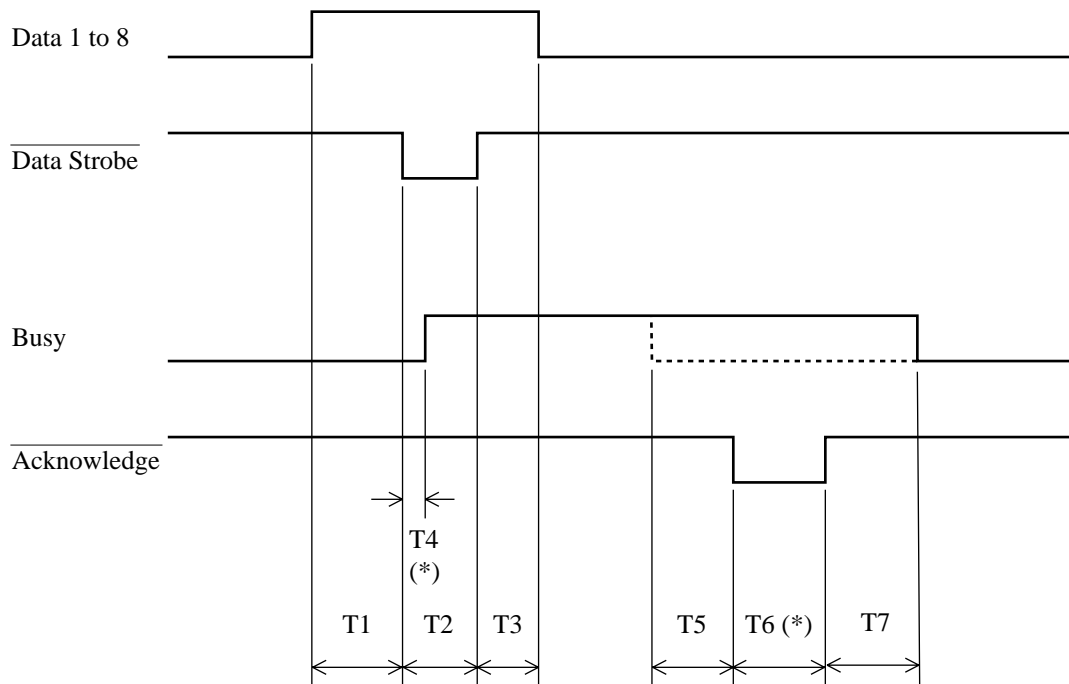 Data 1 to 8
Data Strobe
Busy
Acknowledge
T4
(*)
T1 T2 T3 T5 T6 (*) T7